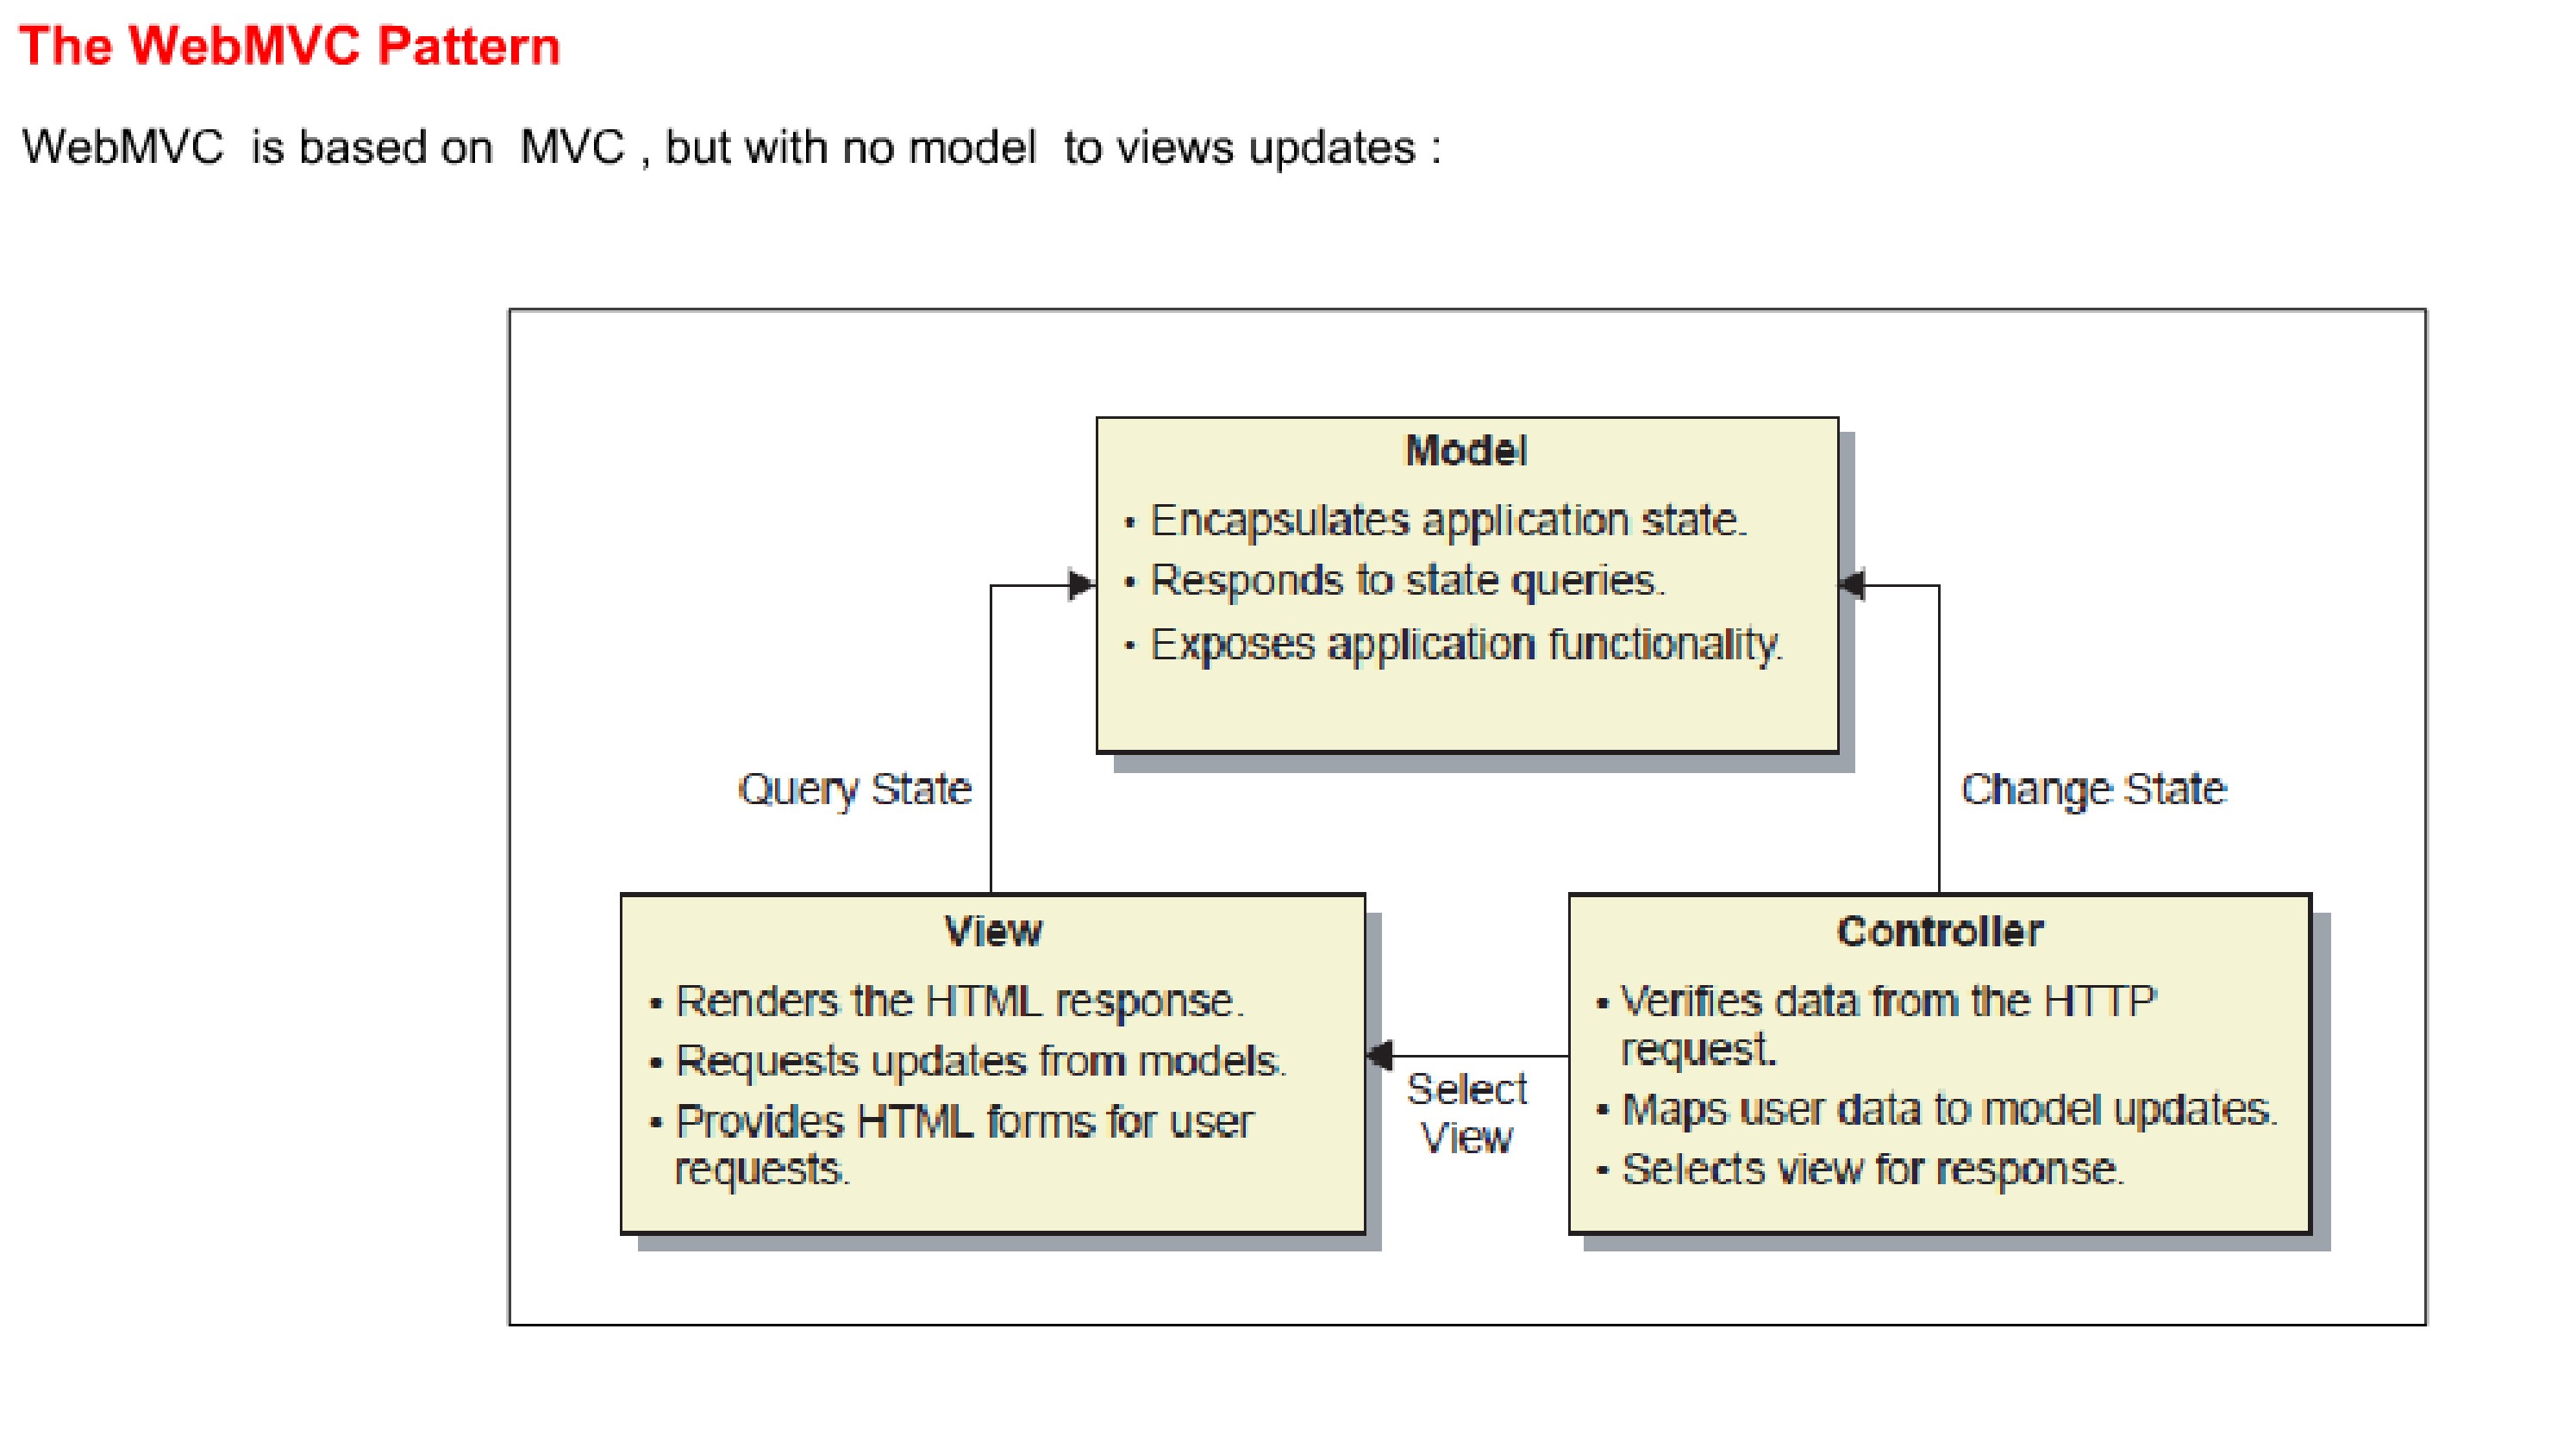 The WebMVC Pattern
WebMVC is based on MVC , but with no model to views updates :
Model
• Encapsulates application state.
• Responds to state queries.
• Exposes application functionality.
Query State
Change State
View
• Renders the HTML response.
• Requests updates from models.
• Provides HTML forms for user
requests.
Select
View
Controller
• Verifies data from the HTTP
request.
• Maps user data to model updates.
• Selects view for response.